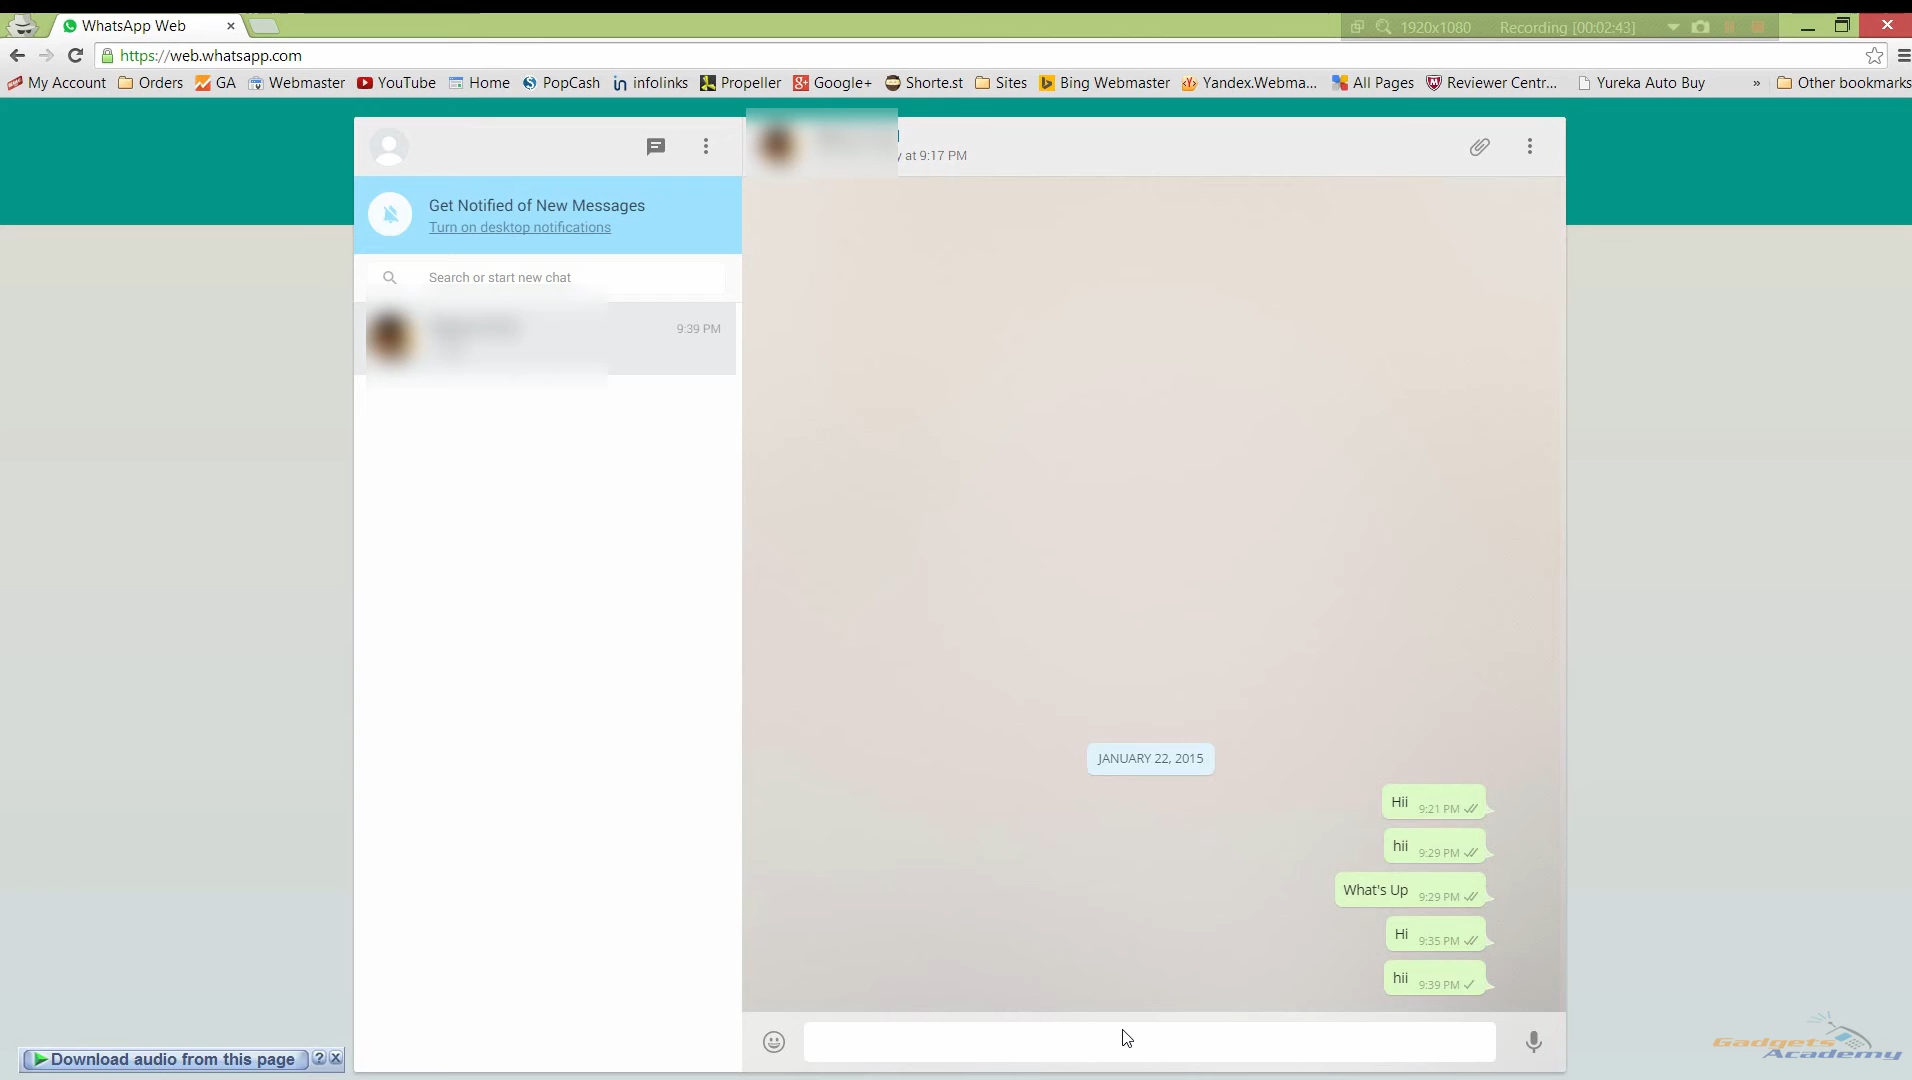 WhatsApp Web
1920x1080
Recording [00:02:43]
https://web.whatsapp.com
My Account Orders GA Webmaster YouTube Home PopCash infolinks Propeller Google+ Shorte.st Sites Bing Webmaster Yandex.Webma... All Pages Reviewer Centr... Yureka Auto Buy » Other bookmarks
y at 9:17 PM
Get Notified of New Messages
Turn on desktop notifications
Search or start new chat
9:39 PM
JANUARY 22, 2015
Hii 9:21 PM
hii 9:29 PM
What's Up 9:29 PM
Hi 9:35 PM
hii 9:39 PM
Download audio from this page ?
Gadgets
Academy